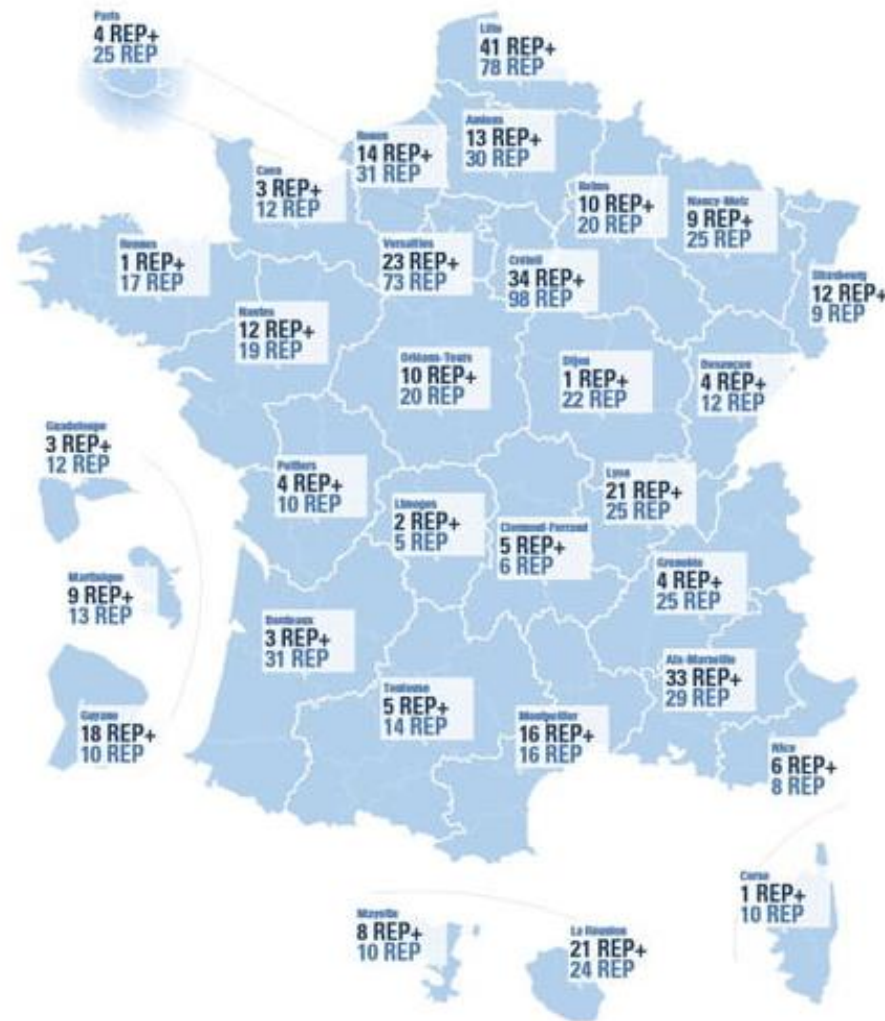 Paris
4 REP+
25 REP
Lille
41 REP+
78 REP
Amiens
13 REP+
30 REP
Rouen
14 REP+
31 REP
Caen
3 REP+
12 REP
Reims
10 REP+
20 REP
Nancy-Metz
9 REP+
25 REP
Strasbourg
12 REP+
9 REP
Rennes
1 REP+
17 REP
Versailles
23 REP+
73 REP
Créteil
34 REP+
98 REP
Nantes
12 REP+
19 REP
Orléans-Tours
10 REP+
20 REP
Dijon
1 REP+
22 REP
Besançon
4 REP+
12 REP
Guadeloupe
3 REP+
12 REP
Poitiers
4 REP+
10 REP
Limoges
2 REP+
5 REP
Clermont-Ferrand
5 REP+
6 REP
Lyon
21 REP+
25 REP
Grenoble
4 REP+
25 REP
Martinique
9 REP+
13 REP
Bordeaux
3 REP+
31 REP
Aix-Marseille
33 REP+
29 REP
Guyane
18 REP+
10 REP
Toulouse
5 REP+
14 REP
Montpellier
16 REP+
16 REP
Nice
6 REP+
8 REP
Corse
1 REP+
10 REP
Mayotte
8 REP+
10 REP
La Réunion
21 REP+
24 REP